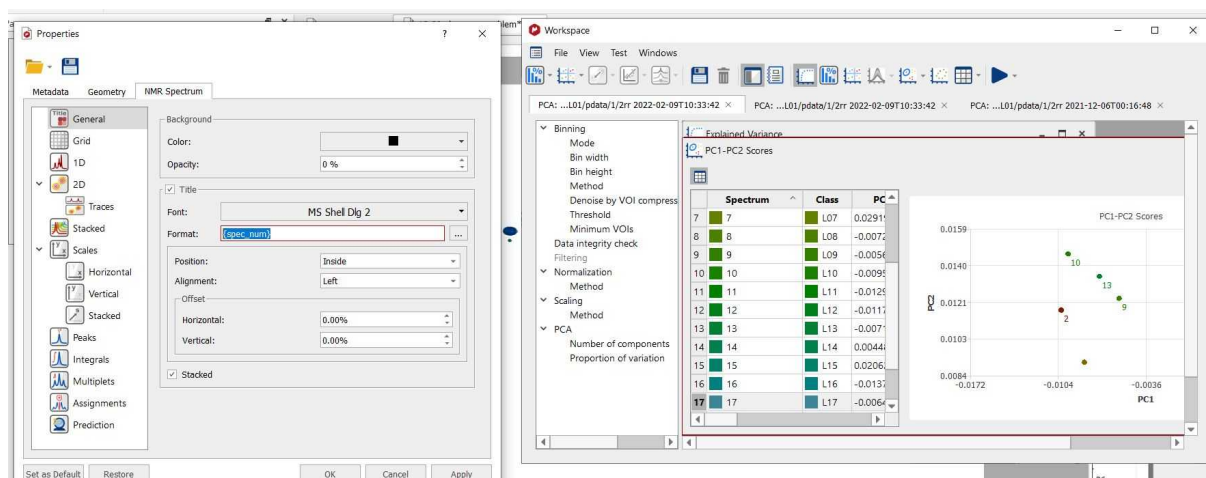 Properties
?
Metadata Geometry NMR Spectrum
Title
General
Grid
1D
2D
Traces
Stacked
Scales
Horizontal
Vertical
Stacked
Peaks
Integrals
Multiplets
Assignments
Prediction
Background
Color:
Opacity: 0 %
Title
Font: MS Shell Dlg 2
Format: {spec_num} ...
Position: Inside
Alignment: Left
Offset
Horizontal: 0.00%
Vertical: 0.00%
Stacked
Set as Default Restore OK Cancel Apply
Workspace
File View Test Windows
PCA: ...L01/pdata/1/2rr 2022-02-09T10:33:42 × PCA: ...L01/pdata/1/2rr 2022-02-09T10:33:42 × PCA: ...L01/pdata/1/2rr 2021-12-06T00:16:48 ×
Binning
Mode
Bin width
Bin height
Method
Denoise by VOI compress
Threshold
Minimum VOIs
Data integrity check
Filtering
Normalization
Method
Scaling
Method
PCA
Number of components
Proportion of variation
Explained Variance
PC1-PC2 Scores
Spectrum Class PC
7 7 L07 0.0291
8 8 L08 -0.0072
9 9 L09 -0.0056
10 10 L10 -0.0095
11 11 L11 -0.0129
12 12 L12 -0.0117
13 13 L13 -0.0071
14 14 L14 0.0044
15 15 L15 0.0206
16 16 L16 -0.0137
17 17 L17 -0.0064
PC1-PC2 Scores
0.0159
0.0140
0.0121
0.0103
0.0084
PC2
10
13
9
2
-0.0172 -0.0104 -0.0036
PC1